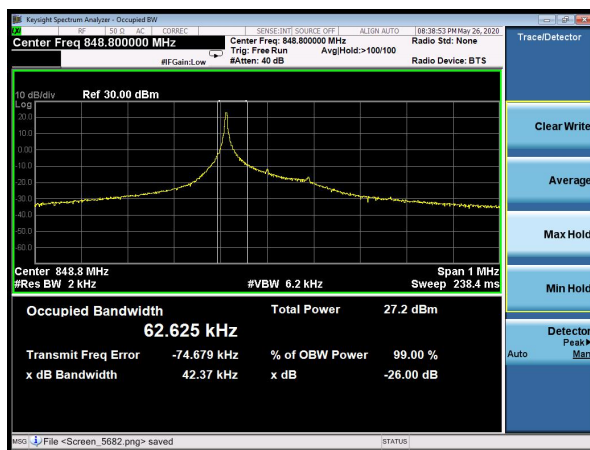 Keysight Spectrum Analyzer - Occupied BW
RF 50 Ω AC CORREC SENSE:INT SOURCE OFF ALIGN AUTO 08:38:53 PM May 26, 2020
Center Freq 848.800000 MHz Center Freq: 848.800000 MHz Radio Std: None
Trig: Free Run Avg|Hold:>100/100
#IFGain:Low #Atten: 40 dB Radio Device: BTS
Trace/Detector
10 dB/div Ref 30.00 dBm
Log
20.0
10.0
0.00
-10.0
-20.0
-30.0
-40.0
-50.0
-60.0
Center 848.8 MHz Span 1 MHz
#Res BW 2 kHz #VBW 6.2 kHz Sweep 238.4 ms
Occupied Bandwidth Total Power 27.2 dBm
62.625 kHz
Transmit Freq Error -74.679 kHz % of OBW Power 99.00 %
x dB Bandwidth 42.37 kHz x dB -26.00 dB
Clear Write
Average
Max Hold
Min Hold
Detector
Peak▶
Auto Man
MSG File <Screen_5682.png> saved STATUS